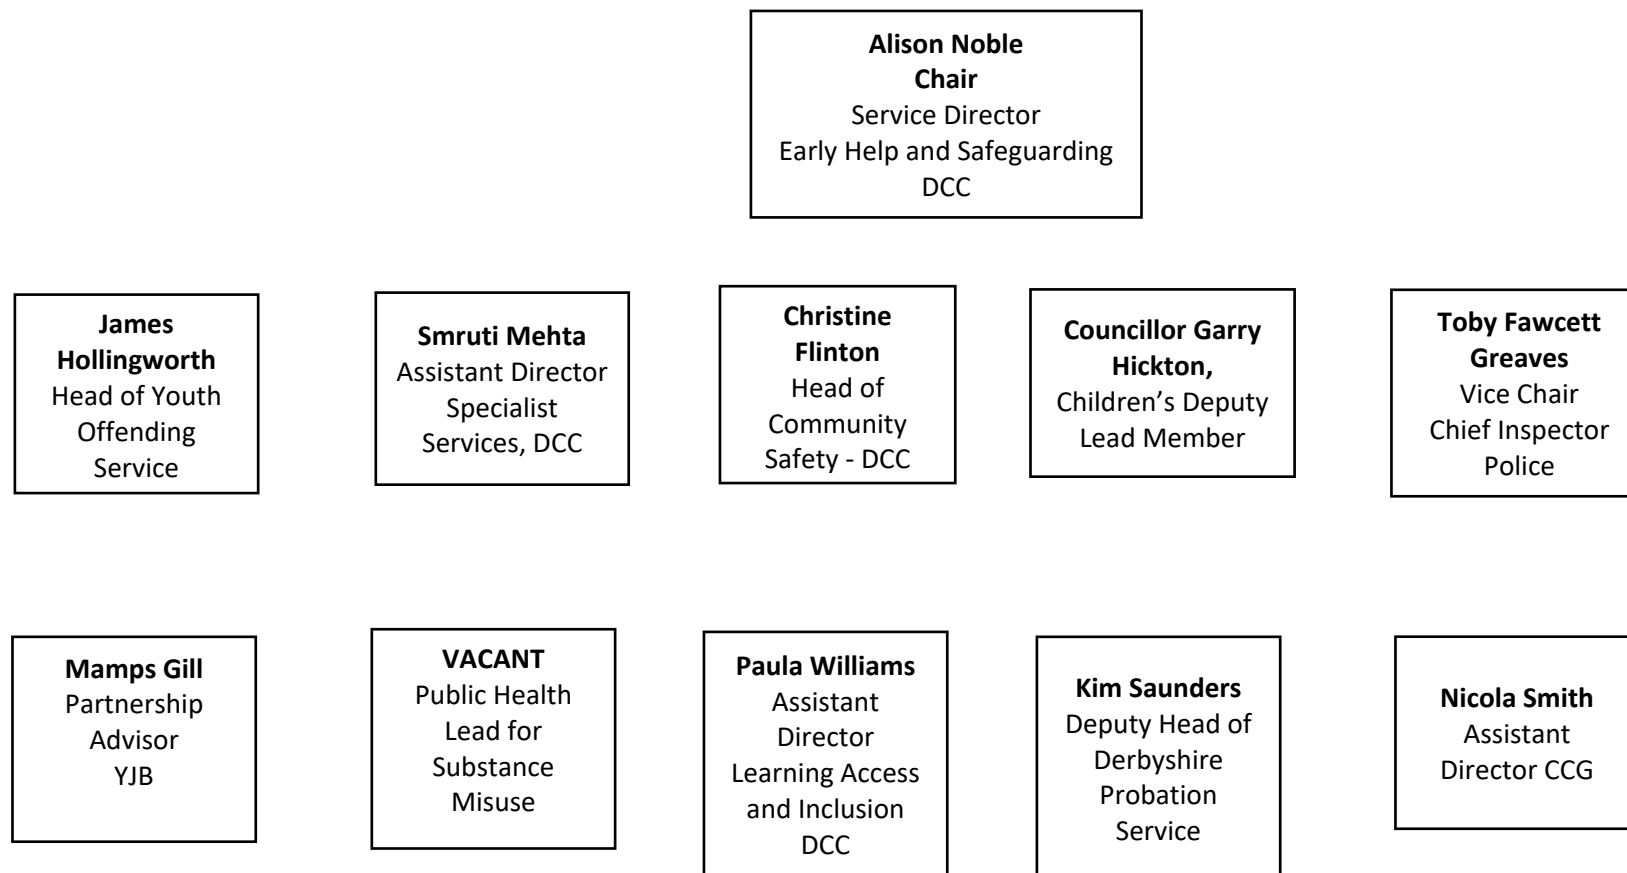 Alison Noble
Chair
Service Director
Early Help and Safeguarding
DCC
James
Hollingworth
Head of Youth
Offending
Service
Smruti Mehta
Assistant Director
Specialist
Services, DCC
Christine
Flinton
Head of
Community
Safety - DCC
Councillor Garry
Hickton,
Children’s Deputy
Lead Member
Toby Fawcett
Greaves
Vice Chair
Chief Inspector
Police
Mamps Gill
Partnership
Advisor
YJB
VACANT
Public Health
Lead for
Substance
Misuse
Paula Williams
Assistant
Director
Learning Access
and Inclusion
DCC
Kim Saunders
Deputy Head of
Derbyshire
Probation
Service
Nicola Smith
Assistant
Director CCG